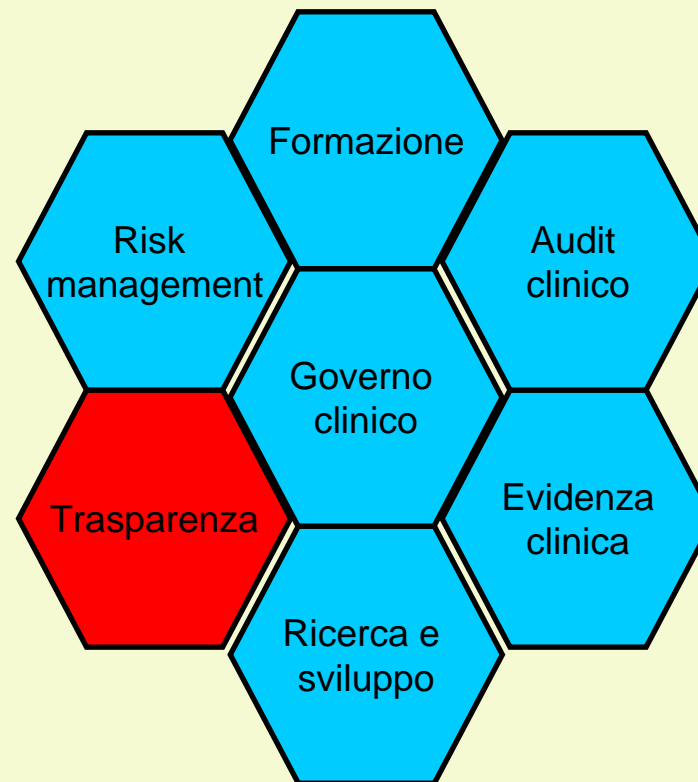 Formazione
Risk
management
Audit
clinico
Governo
clinico
Trasparenza
Evidenza
clinica
Ricerca e
sviluppo